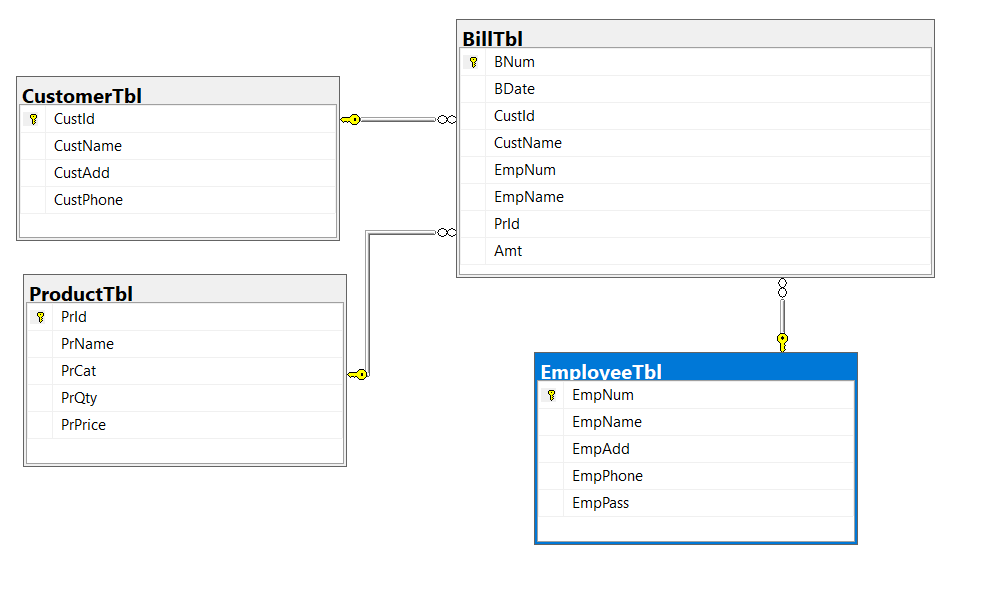 CustomerTbl
CustId
CustName
CustAdd
CustPhone
ProductTbl
PrId
PrName
PrCat
PrQty
PrPrice
BillTbl
BNum
BDate
CustId
CustName
EmpNum
EmpName
PrId
Amt
EmployeeTbl
EmpNum
EmpName
EmpAdd
EmpPhone
EmpPass